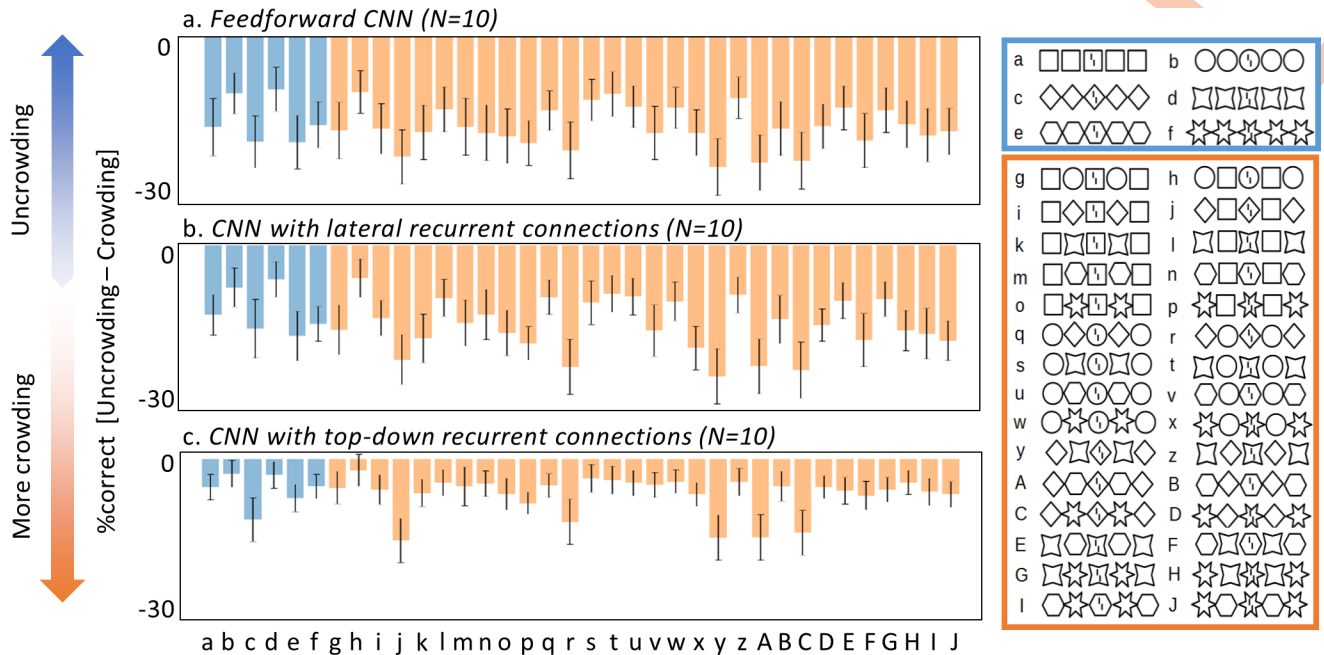 a. Feedforward CNN (N=10)
0
-30
b. CNN with lateral recurrent connections (N=10)
0
-30
c. CNN with top-down recurrent connections (N=10)
0
-30
a b c d e f g h i j k l m n o p q r s t u v w x y z A B C D E F G H I J
Uncrowding
More crowding
%correct [Uncrowding– Crowding]
a b
c d
e f
g h
i j
k l
m n
o p
q r
s t
u v
w x
y z
A B
C D
E F
G H
I J